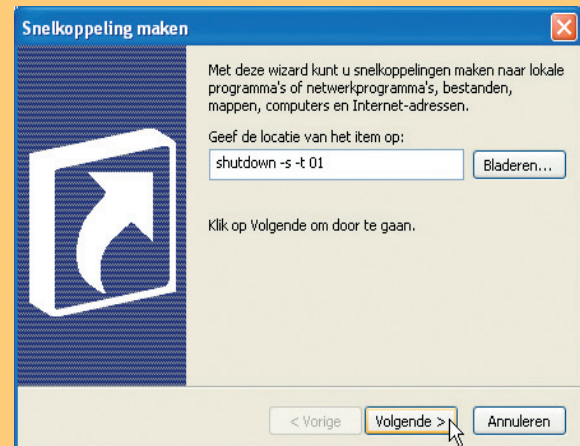 Snelkoppeling maken
Met deze wizard kunt u snelkoppelingen maken naar lokale
programma's of netwerkprogramma's, bestanden,
mappen, computers en Internet-adressen.
Geef de locatie van het item op:
shutdown -s -t 01
Bladeren...
Klik op Volgende om door te gaan.
< Vorige
Volgende >
Annuleren